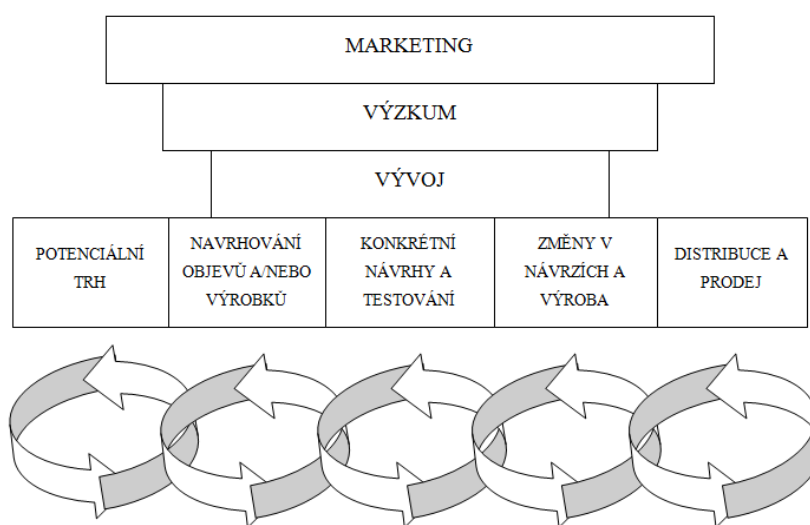 MARKETING
VÝZKUM
VÝVOJ
POTENCIÁLNÍ
TRH
NAVRHOVÁNÍ
OBJEVŮ A/NEBO
VÝROBKŮ
KONKRÉTNÍ
NÁVRHY A
TESTOVÁNÍ
ZMĚNY V
NÁVRZÍCH A
VÝROBA
DISTRIBUCE A
PRODEJ